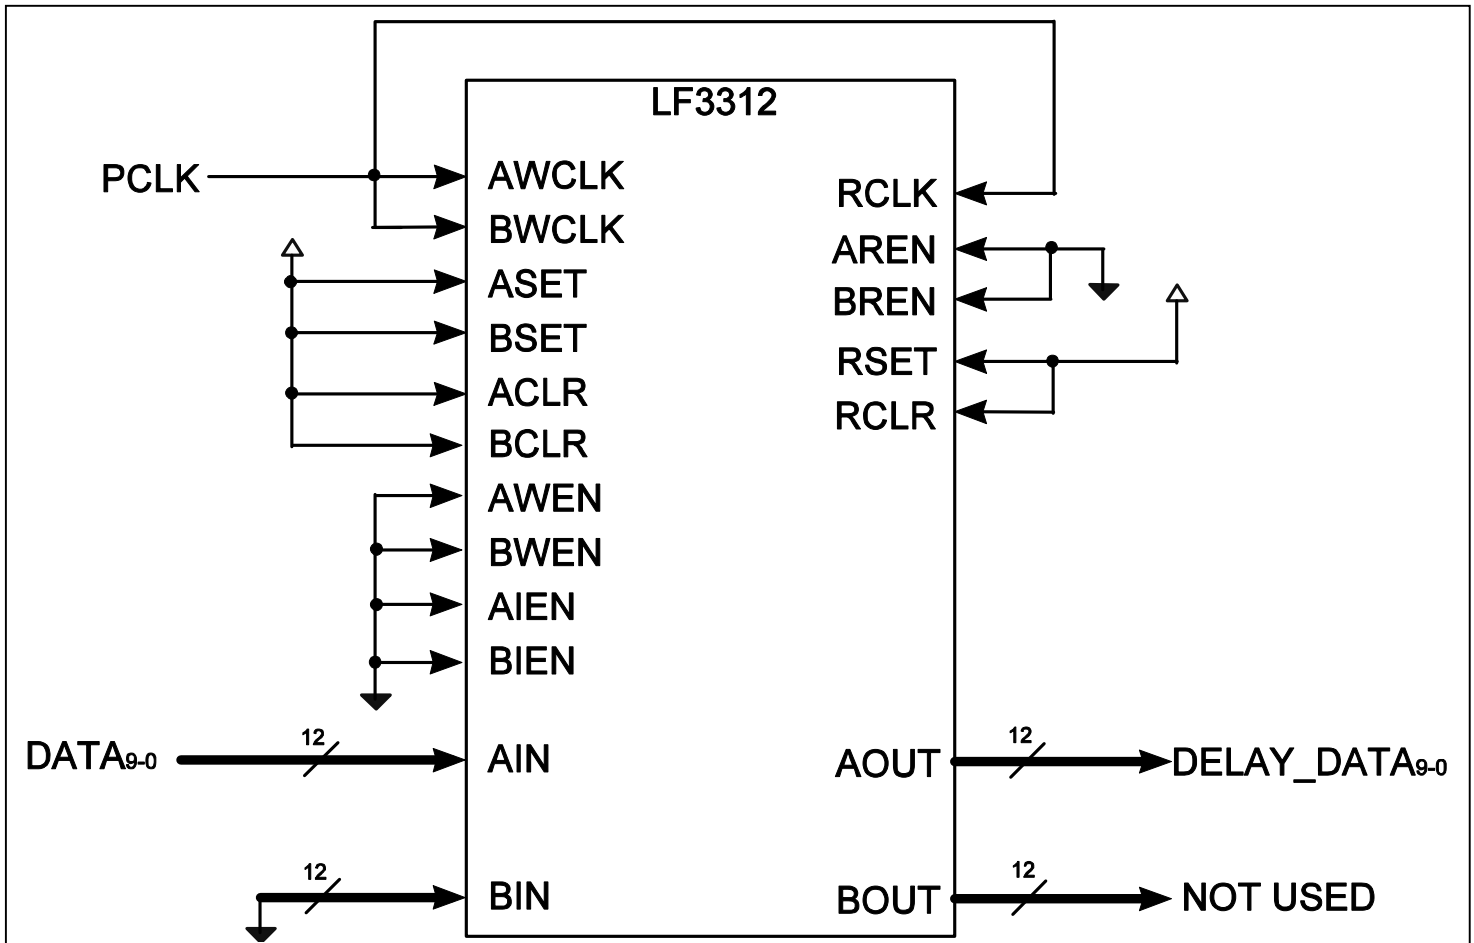 LF3312
PCLK
AWCLK
BWCLK
ASET
BSET
ACLR
BCLR
AWEN
BWEN
AIEN
BIEN
RCLK
AREN
BREN
RSET
RCLR
DATA9-0
12
AIN
AOUT
12
DELAY_DATA9-0
12
BIN
BOUT
12
NOT USED